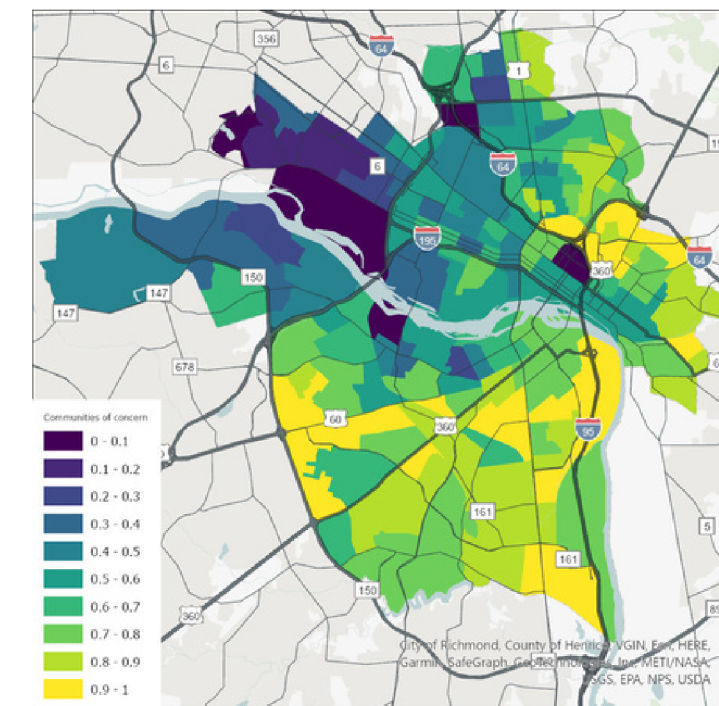 356
64
6
1
6
64
195
64
360
150
147
147
678
60
360
95
161
5
161
150
360
Communities of concern
0 - 0.1
0.1 - 0.2
0.2 - 0.3
0.3 - 0.4
0.4 - 0.5
0.5 - 0.6
0.6 - 0.7
0.7 - 0.8
0.8 - 0.9
0.9 - 1
City of Richmond, County of Henrico, VGIN, Esri, HERE,
Garmin, SafeGraph, GeoTechnologies, Inc, METI/NASA,
USGS, EPA, NPS, USDA